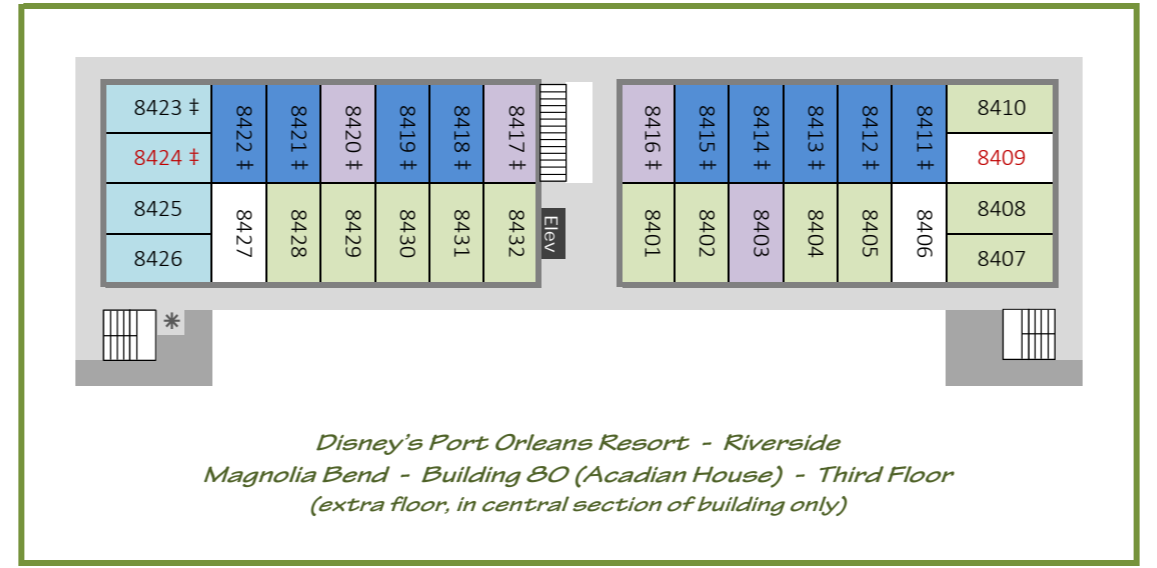 8423 ‡ 8422 ‡ 8421 ‡ 8420 ‡ 8419 ‡ 8418 ‡ 8417 ‡ 8416 ‡ 8415 ‡ 8414 ‡ 8413 ‡ 8412 ‡ 8411 ‡ 8410
8424 ‡ 8409
8425 8427 8428 8429 8430 8431 8432 Elev 8401 8402 8403 8404 8405 8406 8408
8426 8407
Disney's Port Orleans Resort - Riverside
Magnolia Bend - Building 80 (Acadian House) - Third Floor
(extra floor, in central section of building only)